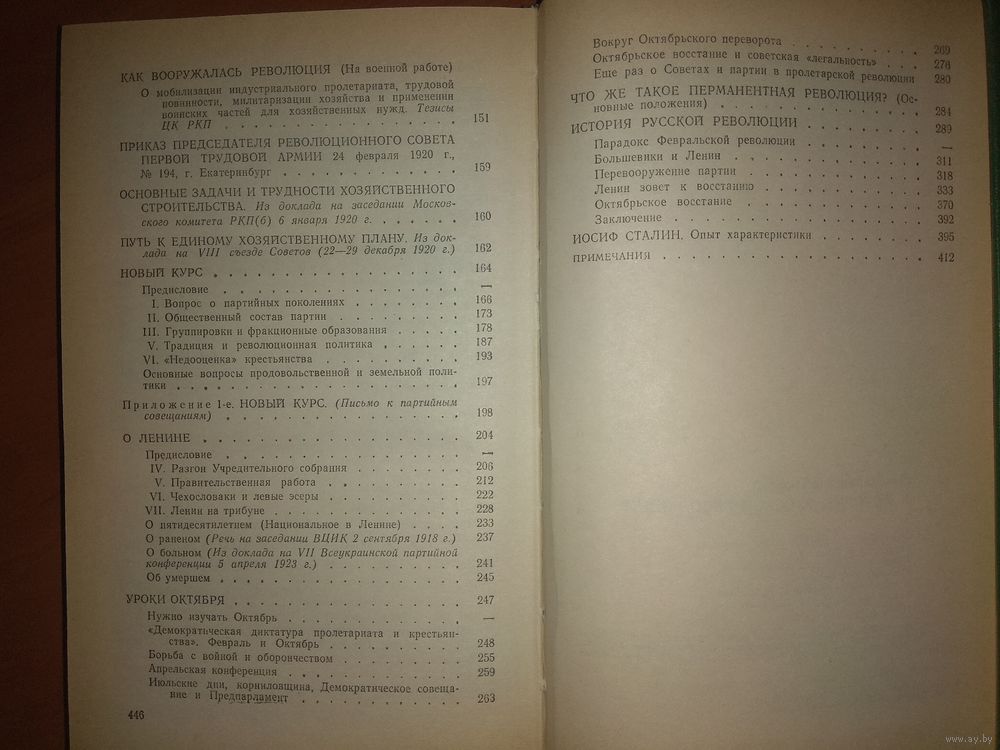 КАК ВООРУЖАЛАСЬ РЕВОЛЮЦИЯ (На военной работе)
О мобилизации индустриального пролетариата, трудовой
повинности, милитаризации хозяйства и применении
воинских частей для хозяйственных нужд. Тезисы
ЦК РКП . . . . . . . . . . . . . . 151
ПРИКАЗ ПРЕДСЕДАТЕЛЯ РЕВОЛЮЦИОННОГО СОВЕТА
ПЕРВОЙ ТРУДОВОЙ АРМИИ 24 февраля 1920 г.,
№ 194, г. Екатеринбург . . . . . . . . . . . 159
ОСНОВНЫЕ ЗАДАЧИ И ТРУДНОСТИ ХОЗЯЙСТВЕННОГО
СТРОИТЕЛЬСТВА. Из доклада на заседании Москов-
ского комитета РКП(б) 6 января 1920 г. . . . . . . 160
ПУТЬ К ЕДИНОМУ ХОЗЯЙСТВЕННОМУ ПЛАНУ. Из док-
лада на VIII съезде Советов (22—29 декабря 1920 г.) 162
НОВЫЙ КУРС . . . . . . . . . . . . . . 164
Предисловие . . . . . . . . . . . . . . —
I. Вопрос о партийных поколениях . . . . . . . . 166
II. Общественный состав партии . . . . . . . . . 173
III. Группировки и фракционные образования . . . . . 178
V. Традиция и революционная политика . . . . . . 187
VI. «Недооценка» крестьянства . . . . . . . . . 193
Основные вопросы продовольственной и земельной поли-
тики . . . . . . . . . . . . . . . . 197
Приложение 1-е. НОВЫЙ КУРС. (Письмо к партийным
совещаниям) . . . . . . . . . . . . . . 198
О ЛЕНИНЕ . . . . . . . . . . . . . . . 204
Предисловие . . . . . . . . . . . . . . —
IV. Разгон Учредительного собрания . . . . . . . . 206
V. Правительственная работа . . . . . . . . . 212
VI. Чехословаки и левые эсеры . . . . . . . . . 222
VII. Ленин на трибуне . . . . . . . . . . . . 228
О пятидесятилетнем (Национальное в Ленине) . . . . 233
О раненом (Речь на заседании ВЦИК 2 сентября 1918 г.) 237
О больном (Из доклада на VII Всеукраинской партийной
конференции 5 апреля 1923 г.) . . . . . . . . . 241
Об умершем . . . . . . . . . . . . . . 245
УРОКИ ОКТЯБРЯ . . . . . . . . . . . . . 247
Нужно изучать Октябрь . . . . . . . . . . . —
«Демократическая диктатура пролетариата и крестьян-
ства». Февраль и Октябрь . . . . . . . . . . 248
Борьба с войной и оборончеством . . . . . . . . 255
Апрельская конференция . . . . . . . . . . 259
Июльские дни, корниловщина, Демократическое совеща-
ние и Предпарламент . . . . . . . . . . . 263
446
Вокруг Октябрьского переворота . . . . . . . . 269
Октябрьское восстание и советская «легальность» . . . 276
Еще раз о Советах и партии в пролетарской революции 280
ЧТО ЖЕ ТАКОЕ ПЕРМАНЕНТНАЯ РЕВОЛЮЦИЯ? (Ос-
новные положения) . . . . . . . . . . . . 284
ИСТОРИЯ РУССКОЙ РЕВОЛЮЦИИ . . . . . . . . 289
Парадокс Февральской революции . . . . . . . . —
Большевики и Ленин . . . . . . . . . . . . 311
Перевооружение партии . . . . . . . . . . . 318
Ленин зовет к восстанию . . . . . . . . . . 333
Октябрьское восстание . . . . . . . . . . . 370
Заключение . . . . . . . . . . . . . . 392
ИОСИФ СТАЛИН. Опыт характеристики . . . . . . . 395
ПРИМЕЧАНИЯ . . . . . . . . . . . . . . 412
www.ay.by